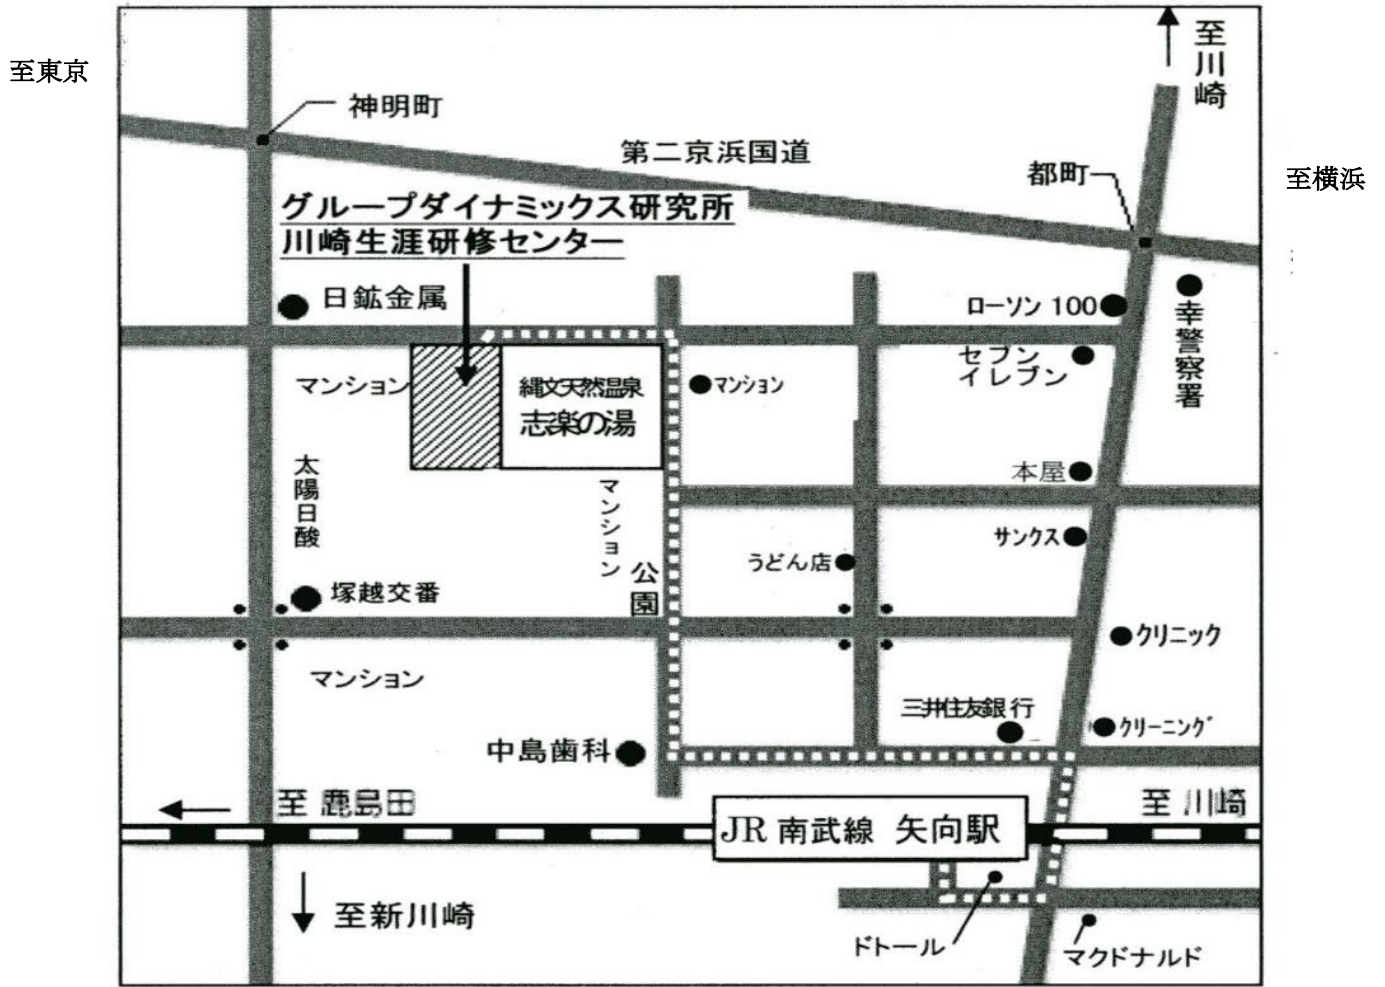 至東京
至川崎
神明町
第二京浜国道
都町
至横浜
グループダイナミックス研究所
川崎生涯研修センター
日鉱金属
ローソン 100
幸警察署
セブン
イレブン
マンション
縄文天然温泉
志楽の湯
マンション
太陽日酸
マンション
本屋
サンクス
うどん店
公園
塚越交番
クリニック
マンション
三井住友銀行
クリーニング
中島歯科
至 鹿島田
至 川崎
JR 南武線 矢向駅
至新川崎
ドトール
マクドナルド